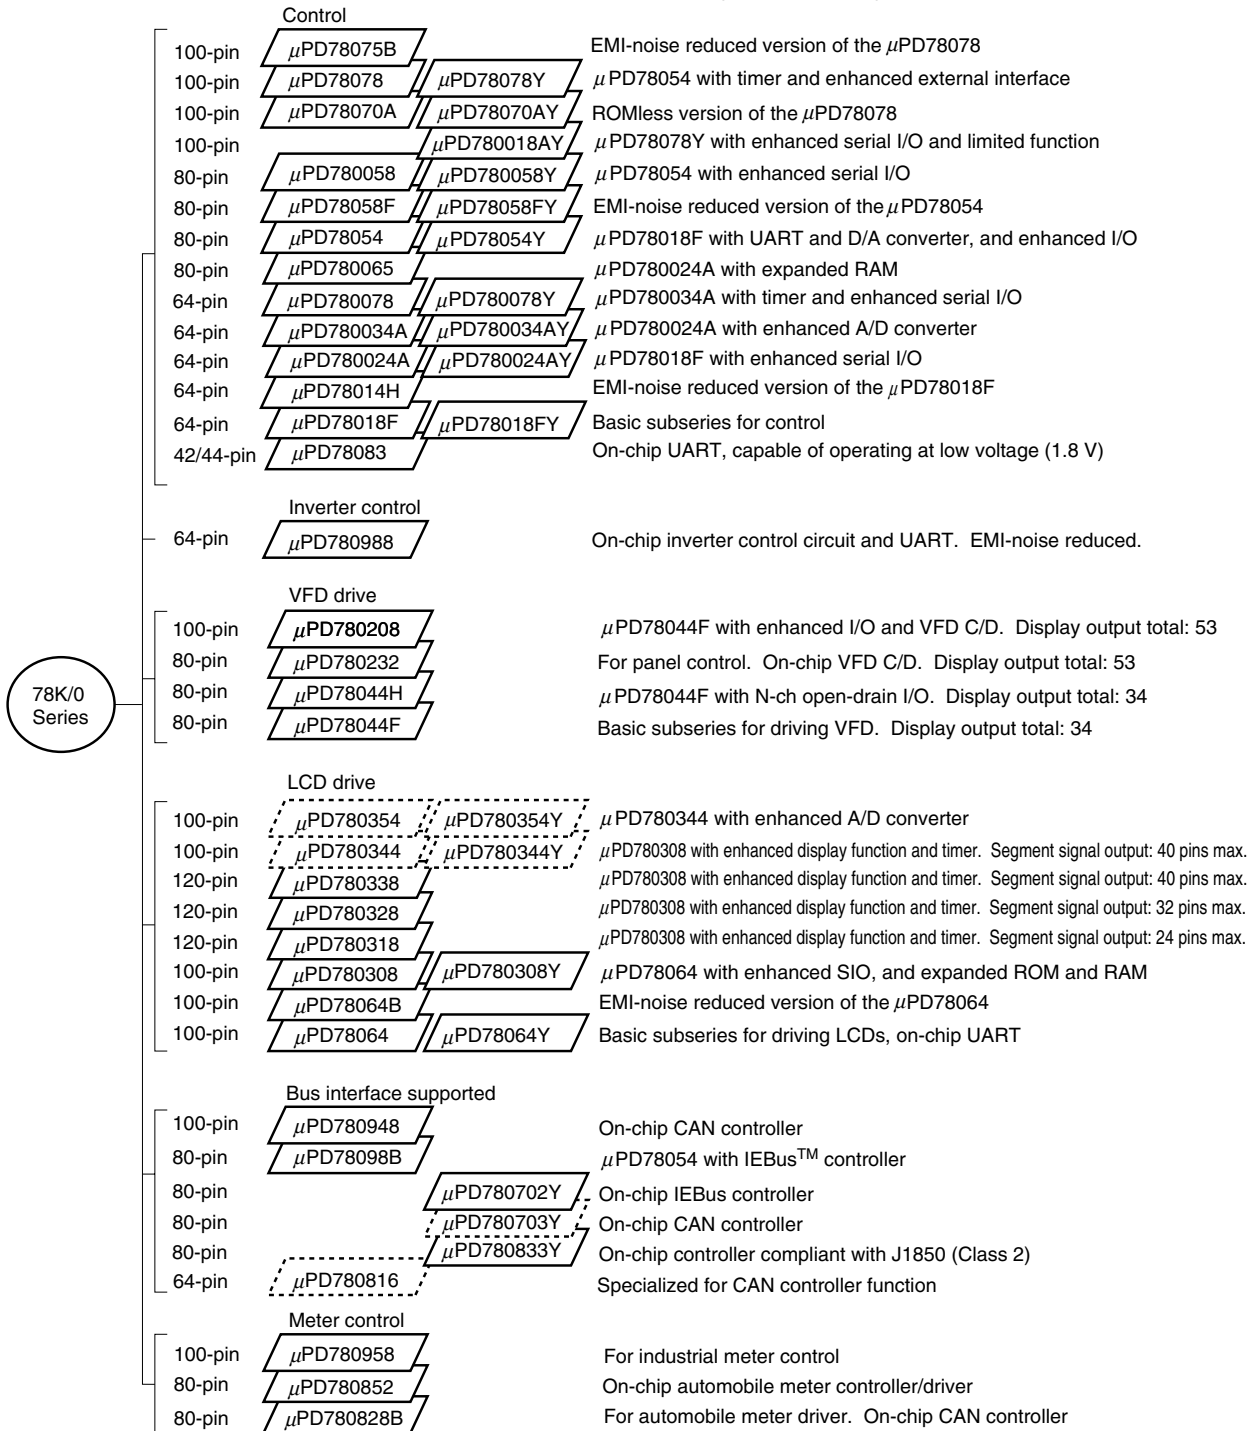 Control
100-pin μPD78075B EMI-noise reduced version of the μPD78078
100-pin μPD78078 μPD78078Y μPD78054 with timer and enhanced external interface
100-pin μPD78070A μPD78070AY ROMless version of the μPD78078
100-pin μPD780018AY μPD78078Y with enhanced serial I/O and limited function
80-pin μPD780058 μPD780058Y μPD78054 with enhanced serial I/O
80-pin μPD78058F μPD78058FY EMI-noise reduced version of the μPD78054
80-pin μPD78054 μPD78054Y μPD78018F with UART and D/A converter, and enhanced I/O
80-pin μPD780065 μPD780024A with expanded RAM
64-pin μPD780078 μPD780078Y μPD780034A with timer and enhanced serial I/O
64-pin μPD780034A μPD780034AY μPD780024A with enhanced A/D converter
64-pin μPD780024A μPD780024AY μPD78018F with enhanced serial I/O
64-pin μPD78014H EMI-noise reduced version of the μPD78018F
64-pin μPD78018F μPD78018FY Basic subseries for control
42/44-pin μPD78083 On-chip UART, capable of operating at low voltage (1.8 V)
Inverter control
64-pin μPD780988 On-chip inverter control circuit and UART. EMI-noise reduced.
VFD drive
100-pin μPD780208 μPD78044F with enhanced I/O and VFD C/D. Display output total: 53
80-pin μPD780232 For panel control. On-chip VFD C/D. Display output total: 53
80-pin μPD78044H μPD78044F with N-ch open-drain I/O. Display output total: 34
80-pin μPD78044F Basic subseries for driving VFD. Display output total: 34
78K/0
Series
LCD drive
100-pin μPD780354 μPD780354Y μPD780344 with enhanced A/D converter
100-pin μPD780344 μPD780344Y μPD780308 with enhanced display function and timer. Segment signal output: 40 pins max.
120-pin μPD780338 μPD780308 with enhanced display function and timer. Segment signal output: 40 pins max.
120-pin μPD780328 μPD780308 with enhanced display function and timer. Segment signal output: 32 pins max.
120-pin μPD780318 μPD780308 with enhanced display function and timer. Segment signal output: 24 pins max.
100-pin μPD780308 μPD780308Y μPD78064 with enhanced SIO, and expanded ROM and RAM
100-pin μPD78064B EMI-noise reduced version of the μPD78064
100-pin μPD78064 μPD78064Y Basic subseries for driving LCDs, on-chip UART
Bus interface supported
100-pin μPD780948 On-chip CAN controller
80-pin μPD78098B μPD78054 with IEBus™ controller
80-pin μPD780702Y On-chip IEBus controller
80-pin μPD780703Y On-chip CAN controller
80-pin μPD780833Y On-chip controller compliant with J1850 (Class 2)
64-pin μPD780816 Specialized for CAN controller function
Meter control
100-pin μPD780958 For industrial meter control
80-pin μPD780852 On-chip automobile meter controller/driver
80-pin μPD780828B For automobile meter driver. On-chip CAN controller